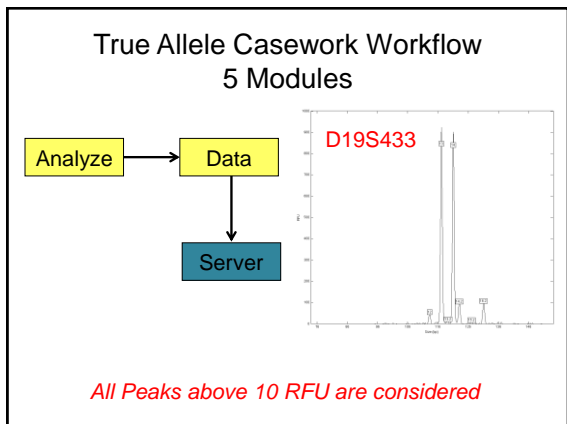 True Allele Casework Workflow
5 Modules
Analyze
Data
Server
D19S433
All Peaks above 10 RFU are considered